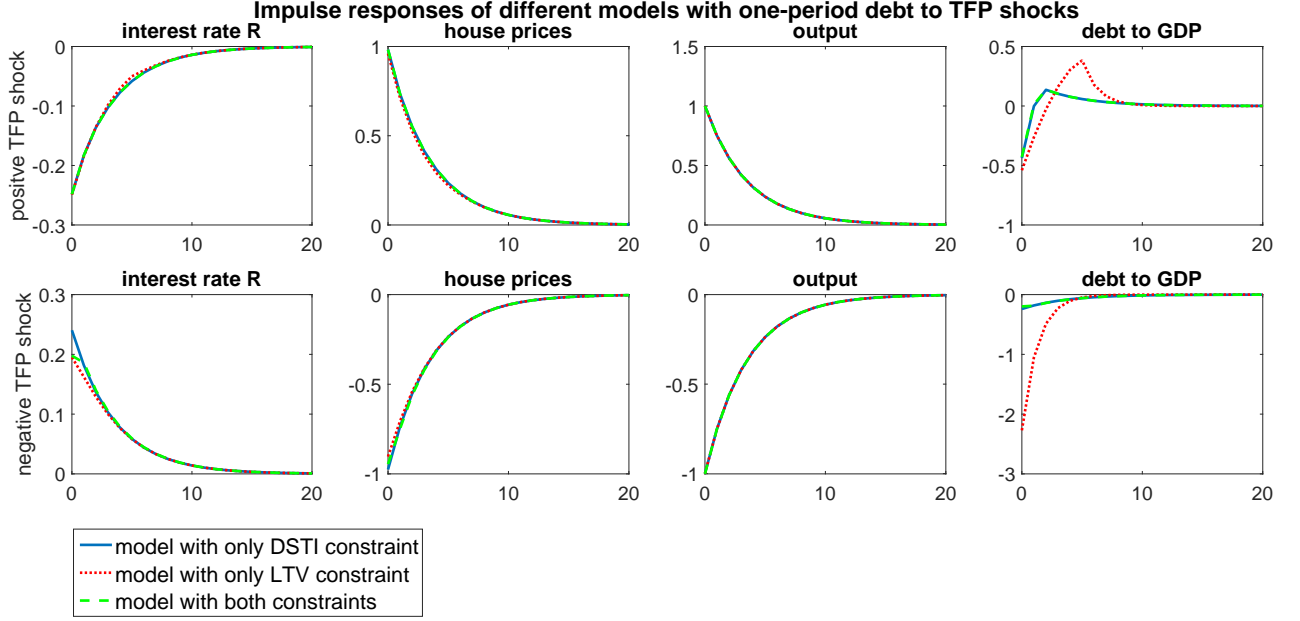 Impulse responses of different models with one-period debt to TFP shocks
interest rate R house prices output debt to GDP
positve TFP shock
0
-0.1
-0.2
-0.3
0 10 20
1
0.5
0
0 10 20
1.5
1
0.5
0
0 10 20
0.5
0
-0.5
-1
0 10 20
interest rate R house prices output debt to GDP
negative TFP shock
0.3
0.2
0.1
0
0 10 20
0
-0.5
-1
0 10 20
0
-0.5
-1
0 10 20
0
-1
-2
-3
0 10 20
model with only DSTI constraint
model with only LTV constraint
model with both constraints